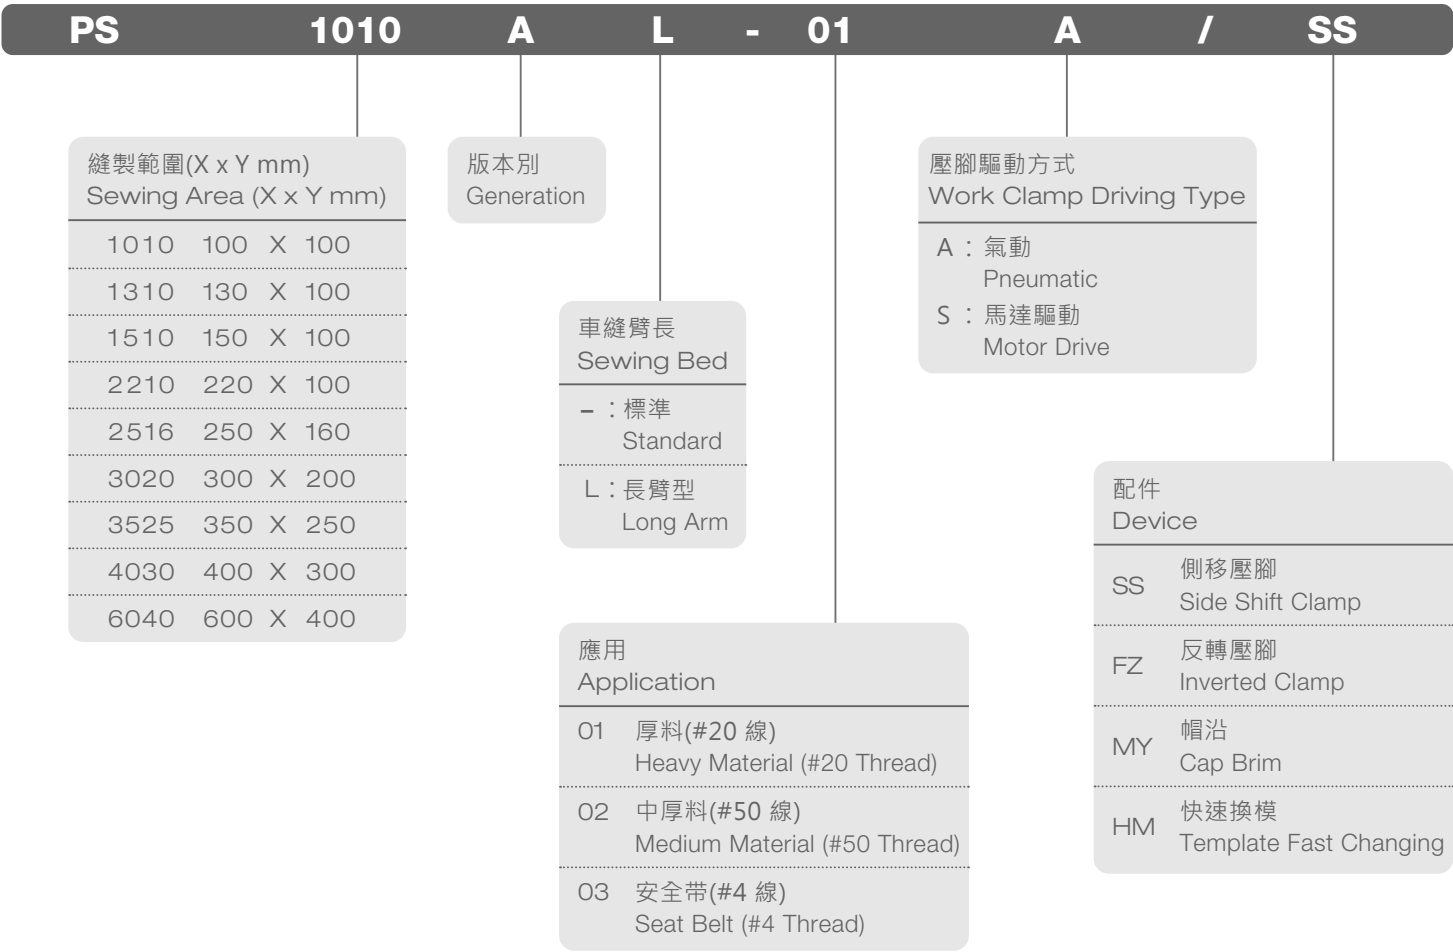 PS 1010 A L - 01 A / SS
縫製範圍(X x Y mm)
Sewing Area (X x Y mm)
1010 100 X 100
1310 130 X 100
1510 150 X 100
2210 220 X 100
2516 250 X 160
3020 300 X 200
3525 350 X 250
4030 400 X 300
6040 600 X 400
版本別
Generation
車縫臂長
Sewing Bed
– ：標準
Standard
L：長臂型
Long Arm
應用
Application
01 厚料(#20 線)
Heavy Material (#20 Thread)
02 中厚料(#50 線)
Medium Material (#50 Thread)
03 安全带(#4 線)
Seat Belt (#4 Thread)
壓腳驅動方式
Work Clamp Driving Type
A：氣動
Pneumatic
S：馬達驅動
Motor Drive
配件
Device
SS 側移壓腳
Side Shift Clamp
FZ 反轉壓腳
Inverted Clamp
MY 帽沿
Cap Brim
HM 快速換模
Template Fast Changing